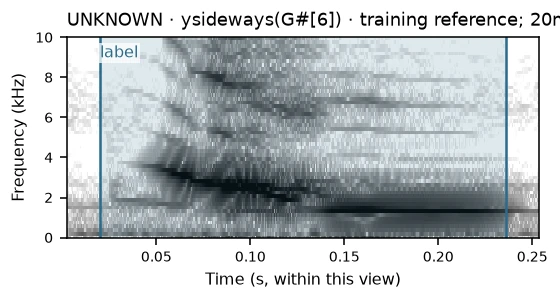 UNKNOWN · ysideways(G#[6]) · training reference; 20
label
10
8
6
4
2
0
Frequency (kHz)
0.05
0.10
0.15
0.20
0.25
Time (s, within this view)